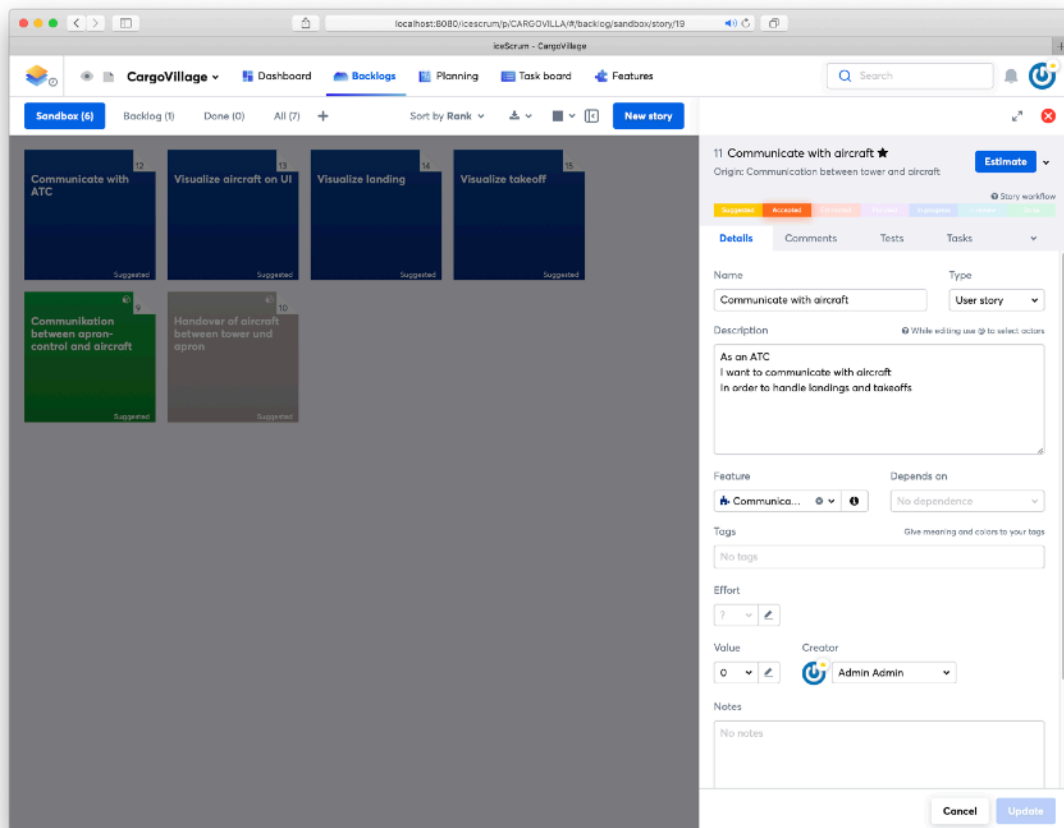 localhost:8080/icescrum/p/CARGOVILLA/#/backlog/sandbox/story/19
iceScrum - CargoVillage
CargoVillage
Dashboard
Backlogs
Planning
Task board
Features
Search
Sandbox (6)
Backlog (1)
Done (0)
All (7)
Sort by Rank
New story
12
Communicate with
ATC
Suggested
13
Visualize aircraft on UI
Suggested
14
Visualize landing
Suggested
15
Visualize takeoff
Suggested
9
Communikation
between apron-
control and aircraft
Suggested
10
Handover of aircraft
between tower und
apron
Suggested
11 Communicate with aircraft
Origin: Communication between tower and aircraft
Estimate
Story workflow
Suggested
Accepted
Details
Comments
Tests
Tasks
Name
Type
Communicate with aircraft
User story
Description
While editing use @ to select actors
As an ATC
I want to communicate with aircraft
In order to handle landings and takeoffs
Feature
Depends on
Communica...
No dependence
Tags
Give meaning and colors to your tags
No tags
Effort
?
Value
Creator
0
Admin Admin
Notes
No notes
Cancel
Update